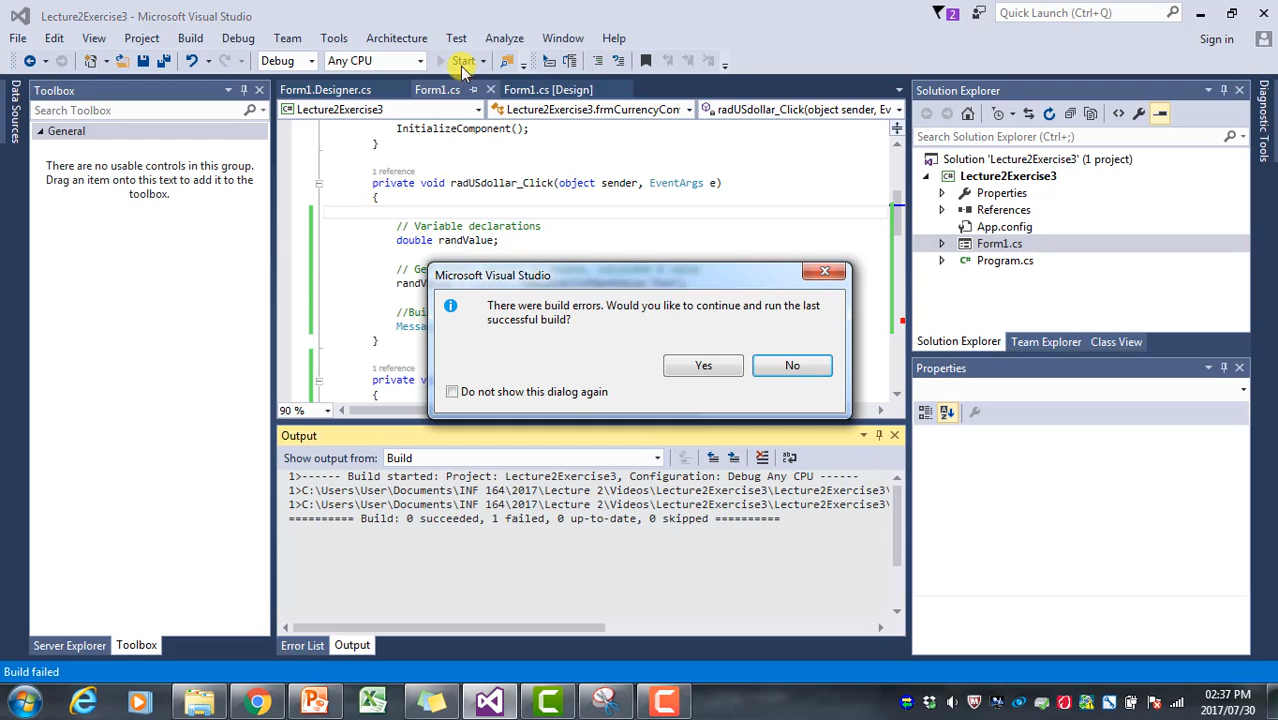 Lecture2Exercise3 - Microsoft Visual Studio
2
Quick Launch (Ctrl+Q)
File Edit View Project Build Debug Team Tools Architecture Test Analyze Window Help
Sign in
Debug Any CPU Start
Data Sources
Toolbox
Search Toolbox
General
There are no usable controls in this group.
Drag an item onto this text to add it to the
toolbox.
Server Explorer Toolbox
Form1.Designer.cs Form1.cs Form1.cs [Design]
Lecture2Exercise3 Lecture2Exercise3.frmCurrencyCon radUSdollar_Click(object sender, Ev
InitializeComponent();
}
1 reference
private void radUSdollar_Click(object sender, EventArgs e)
{
// Variable declarations
double randValue;
// Ge
randV
//Bui
Messa
}
1 reference
private v
{
90 %
Microsoft Visual Studio
There were build errors. Would you like to continue and run the last
successful build?
Yes No
Do not show this dialog again
Output
Show output from: Build
1>------ Build started: Project: Lecture2Exercise3, Configuration: Debug Any CPU ------
1>C:\Users\User\Documents\INF 164\2017\Lecture 2\Videos\Lecture2Exercise3\Lecture2Exercise3\
1>C:\Users\User\Documents\INF 164\2017\Lecture 2\Videos\Lecture2Exercise3\Lecture2Exercise3\
========== Build: 0 succeeded, 1 failed, 0 up-to-date, 0 skipped ==========
Error List Output
Solution Explorer
Search Solution Explorer (Ctrl+;)
Solution 'Lecture2Exercise3' (1 project)
Lecture2Exercise3
Properties
References
App.config
Form1.cs
Program.cs
Solution Explorer Team Explorer Class View
Properties
Diagnostic Tools
Build failed
02:37 PM
2017/07/30